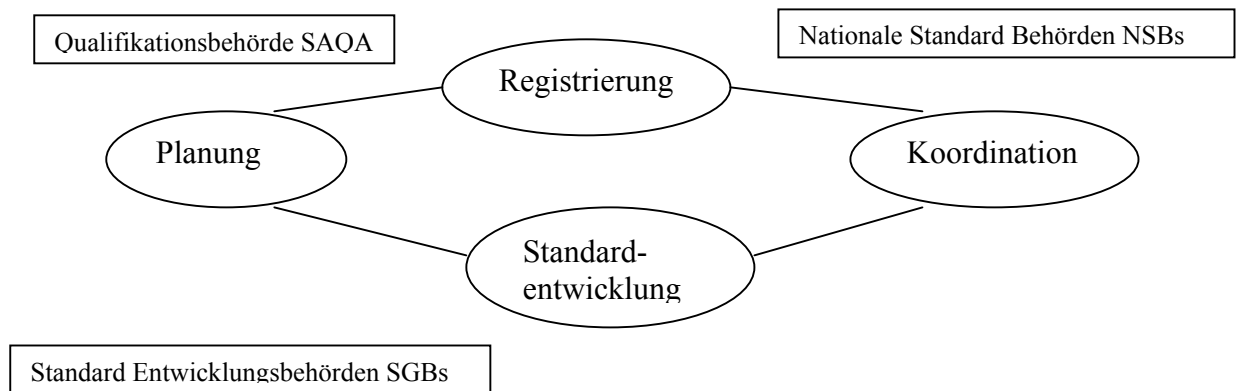 Qualifikationsbehörde SAQA
Nationale Standard Behörden NSBs
Registrierung
Planung
Koordination
Standard-
entwicklung
Standard Entwicklungsbehörden SGBs